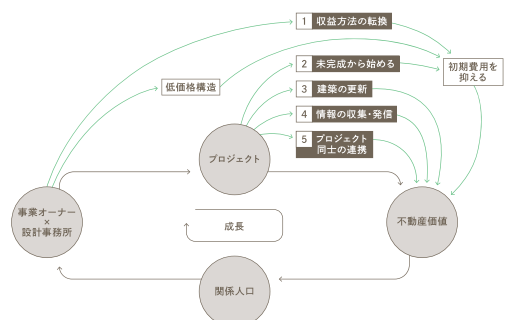 1 収益方法の転換
2 未完成から始める
初期費用を
抑える
低価格構造
3 建築の更新
4 情報の収集・発信
5 プロジェクト
同士の連携
プロジェクト
事業オーナー
×
設計事務所
成長
不動産価値
関係人口